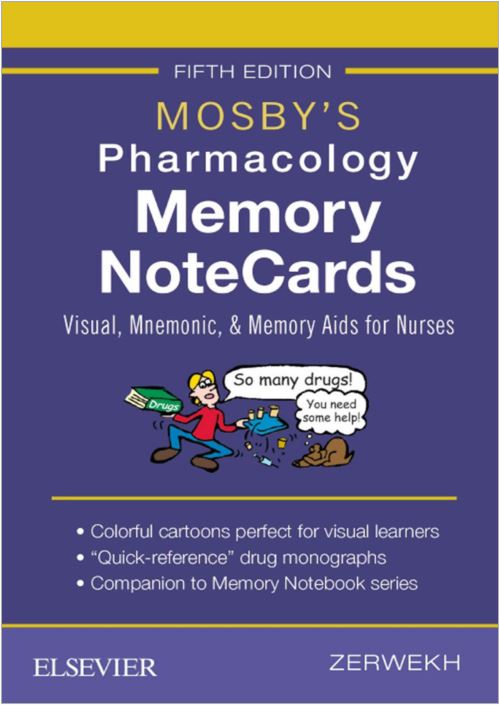 FIFTH EDITION
MOSBY'S
Pharmacology
Memory
NoteCards
Visual, Mnemonic, & Memory Aids for Nurses
So many drugs!
You need
some help!
Drugs
• Colorful cartoons perfect for visual learners
• “Quick-reference” drug monographs
• Companion to Memory Notebook series
ELSEVIER
ZERWEKH